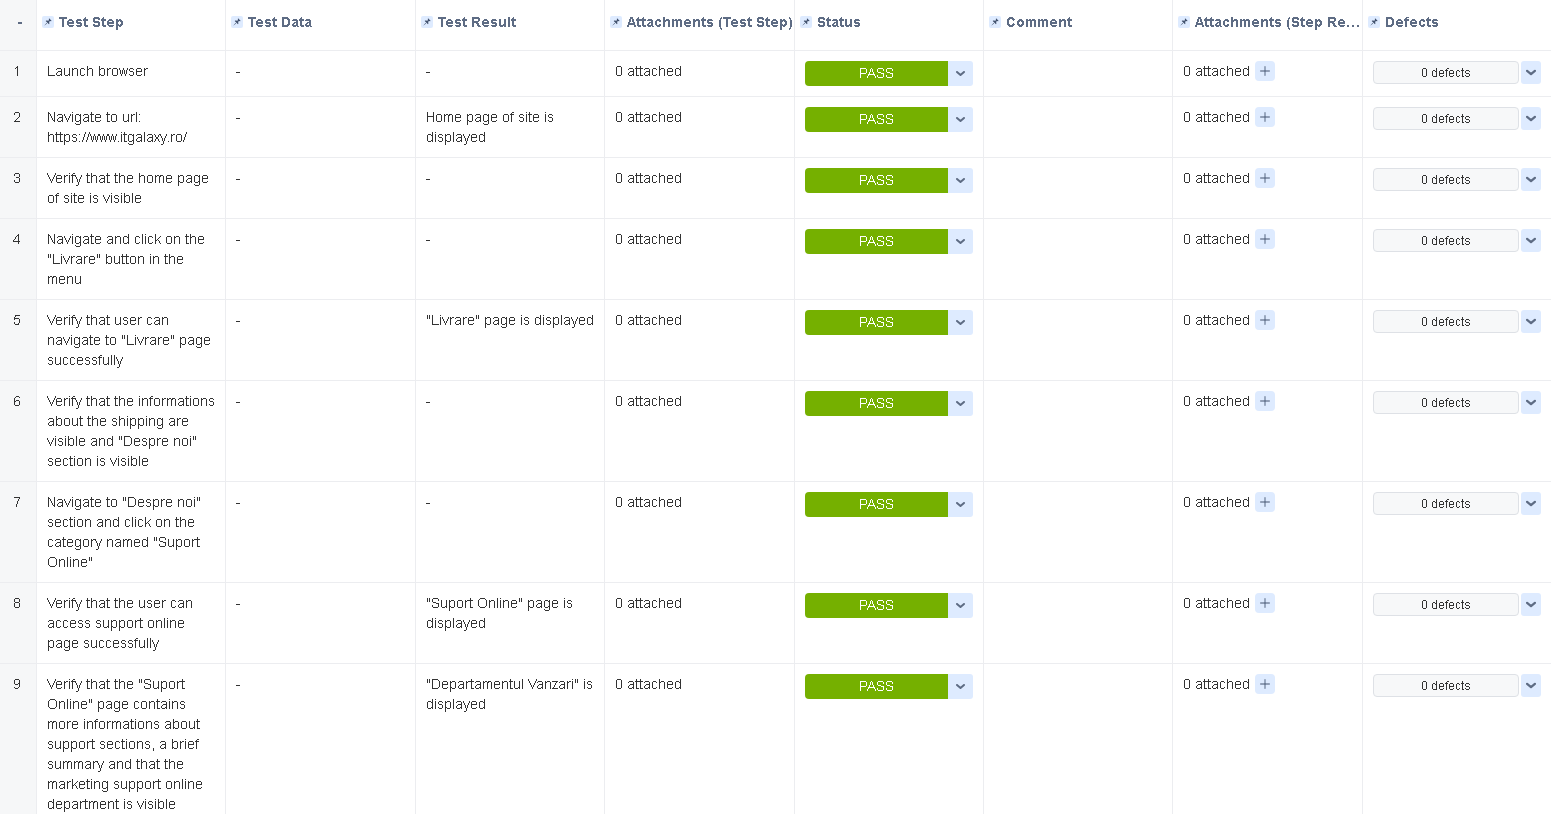 - Test Step Test Data Test Result Attachments (Test Step) Status Comment Attachments (Step Re... Defects
1 Launch browser - - 0 attached PASS 0 attached + 0 defects
2 Navigate to url: - Home page of site is 0 attached PASS 0 attached + 0 defects
https://www.itgalaxy.ro/ displayed
3 Verify that the home page - - 0 attached PASS 0 attached + 0 defects
of site is visible
4 Navigate and click on the - - 0 attached PASS 0 attached + 0 defects
"Livrare" button in the
menu
5 Verify that user can - "Livrare" page is displayed 0 attached PASS 0 attached + 0 defects
navigate to "Livrare" page
successfully
6 Verify that the informations - - 0 attached PASS 0 attached + 0 defects
about the shipping are
visible and "Despre noi"
section is visible
7 Navigate to "Despre noi" - - 0 attached PASS 0 attached + 0 defects
section and click on the
category named "Suport
Online"
8 Verify that the user can - "Suport Online" page is 0 attached PASS 0 attached + 0 defects
access support online displayed
page successfully
9 Verify that the "Suport - "Departamentul Vanzari" is 0 attached PASS 0 attached + 0 defects
Online" page contains displayed
more informations about
support sections, a brief
summary and that the
marketing support online
department is visible